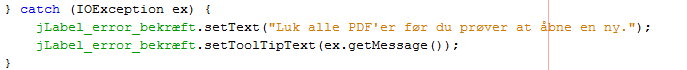 } catch (IOException ex) {
jLabel_error_bekræft.setText("Luk alle PDF'er før du prøver at åbne en ny.");
jLabel_error_bekræft.setToolTipText(ex.getMessage());
}